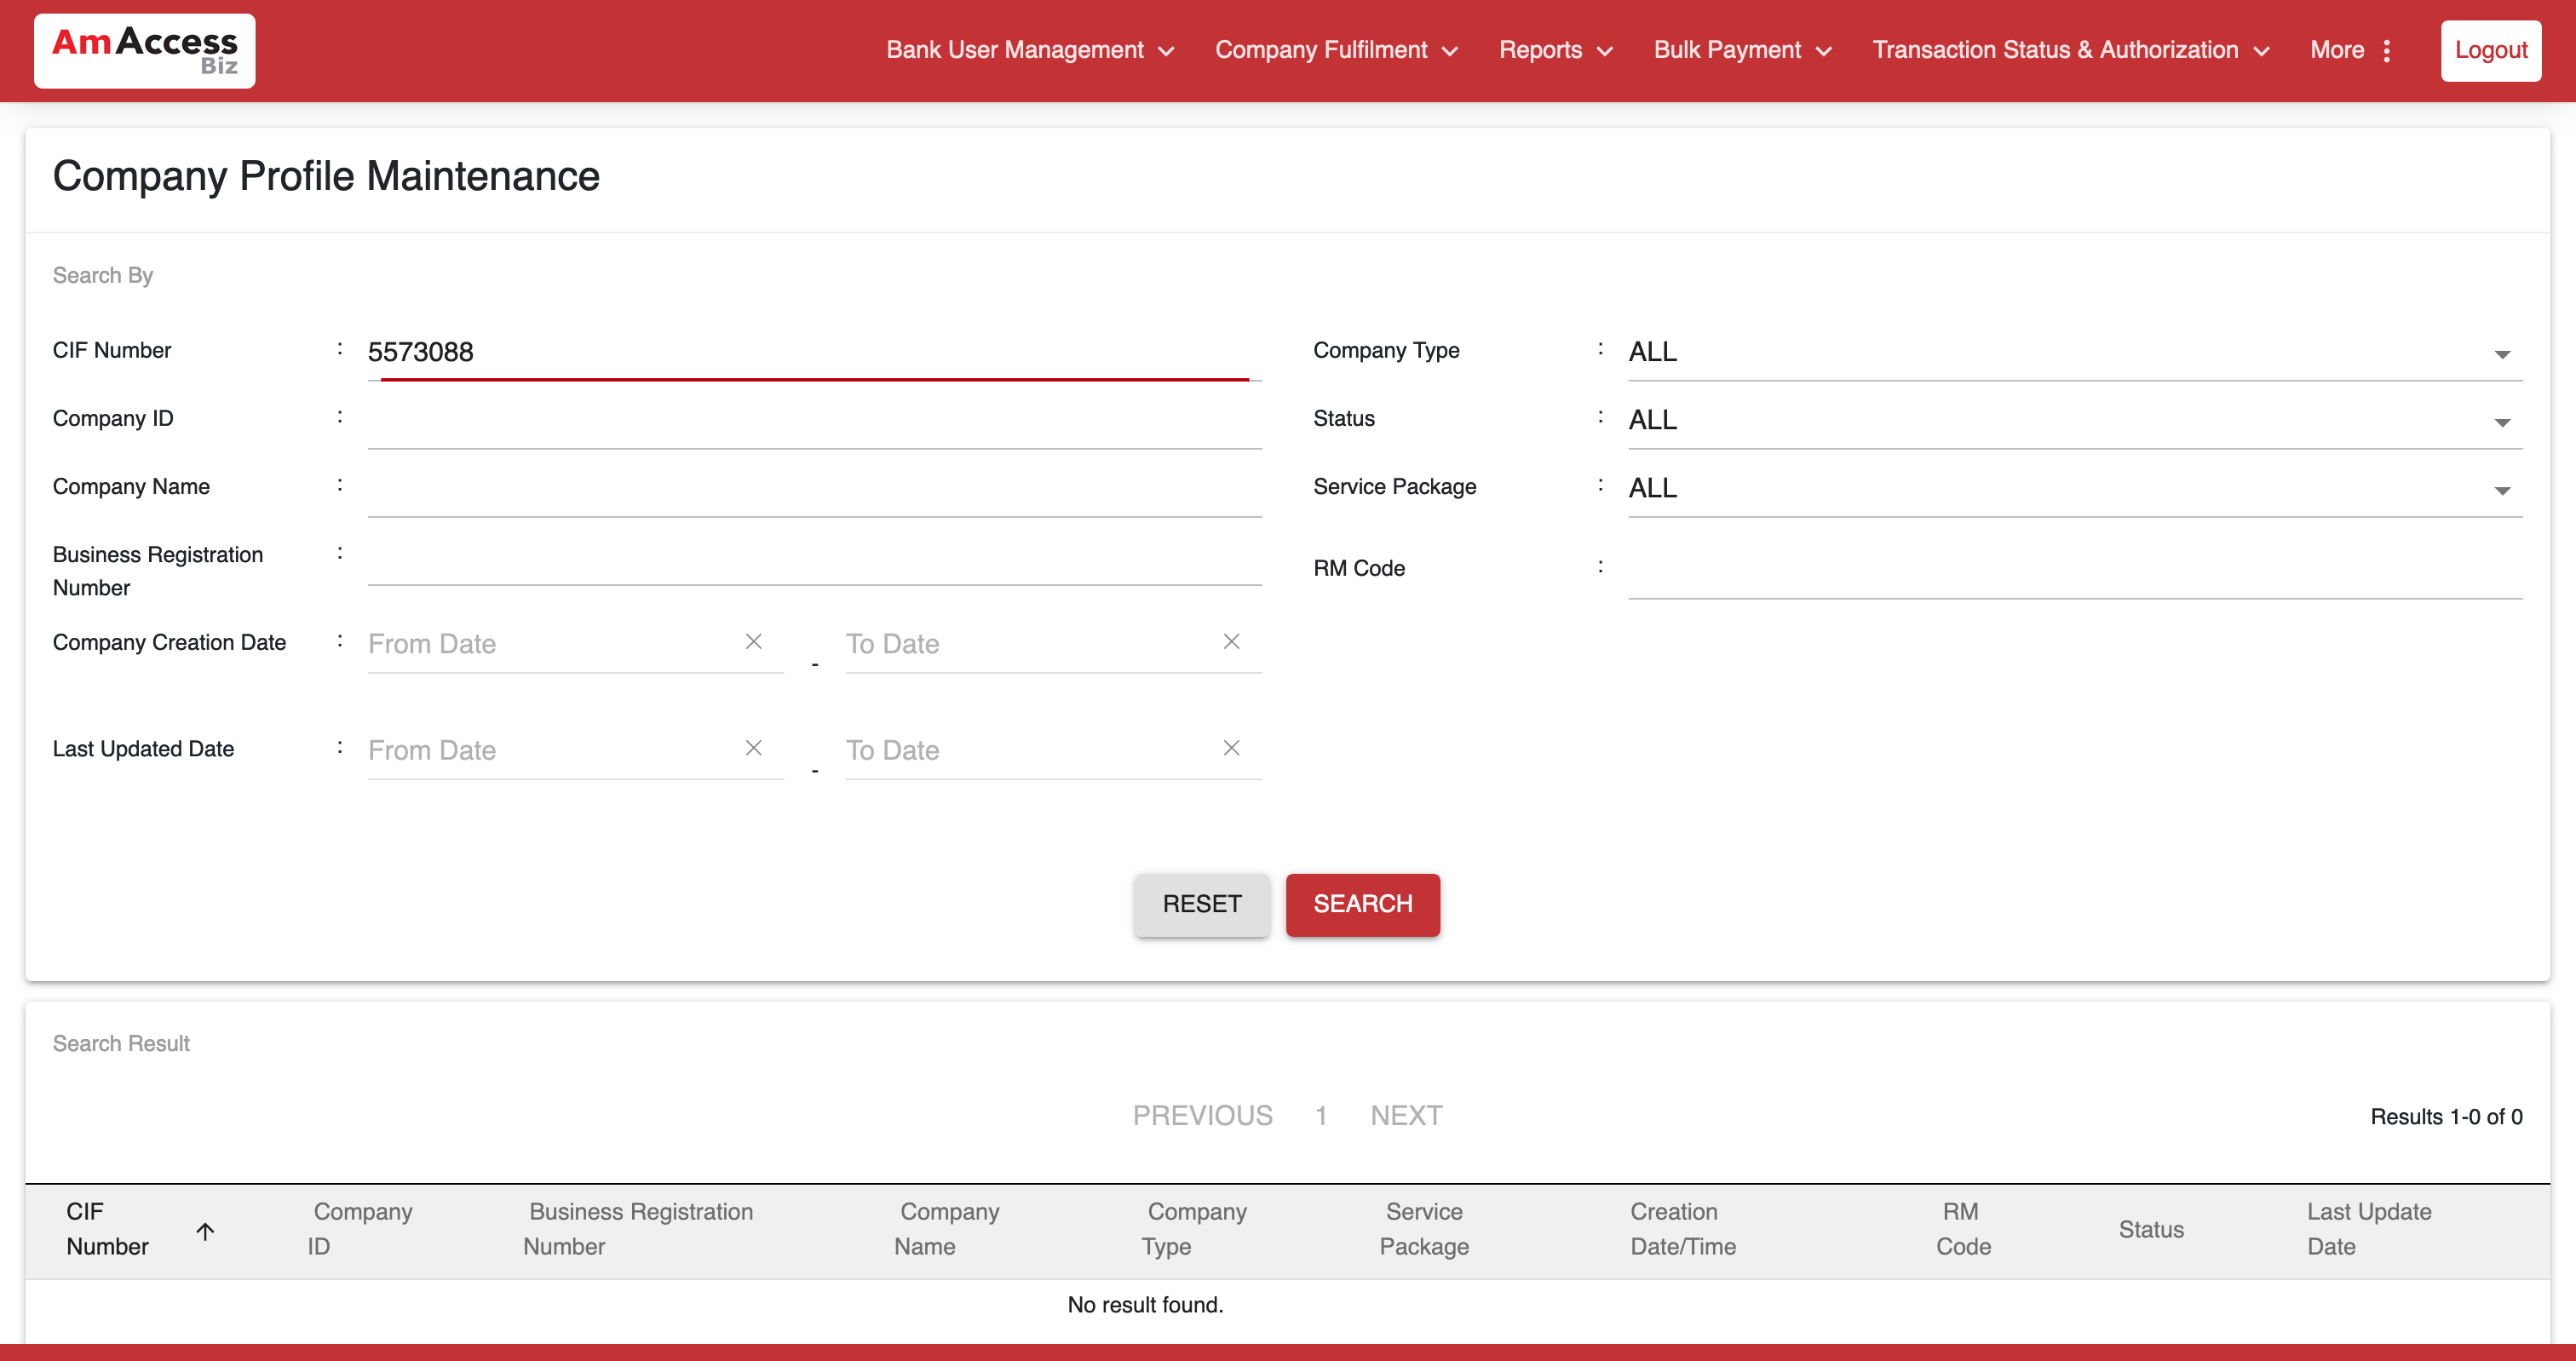 AmAccess
Biz
Bank User Management
Company Fulfilment
Reports
Bulk Payment
Transaction Status & Authorization
More
Logout
Company Profile Maintenance
Search By
CIF Number : 5573088
Company Type : ALL
Company ID :
Status : ALL
Company Name :
Service Package : ALL
Business Registration
Number :
RM Code :
Company Creation Date : From Date - To Date
Last Updated Date : From Date - To Date
RESET
SEARCH
Search Result
PREVIOUS 1 NEXT
Results 1-0 of 0
CIF
Number
Company
ID
Business Registration
Number
Company
Name
Company
Type
Service
Package
Creation
Date/Time
RM
Code
Status
Last Update
Date
No result found.